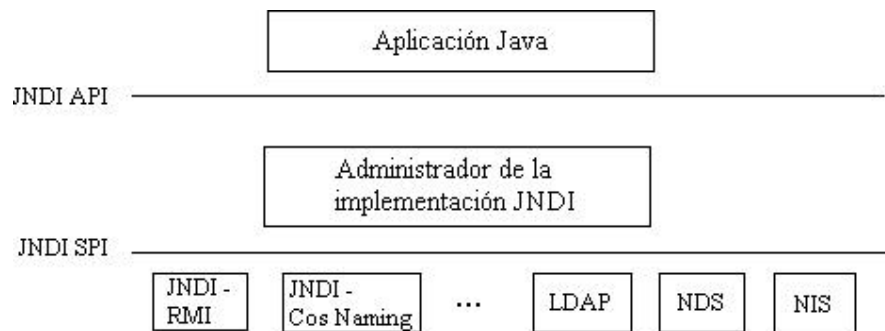 Aplicación Java
JNDI API
Administrador de la
implementación JNDI
JNDI SPI
JNDI -
RMI
JNDI -
Cos Naming
...
LDAP
NDS
NIS